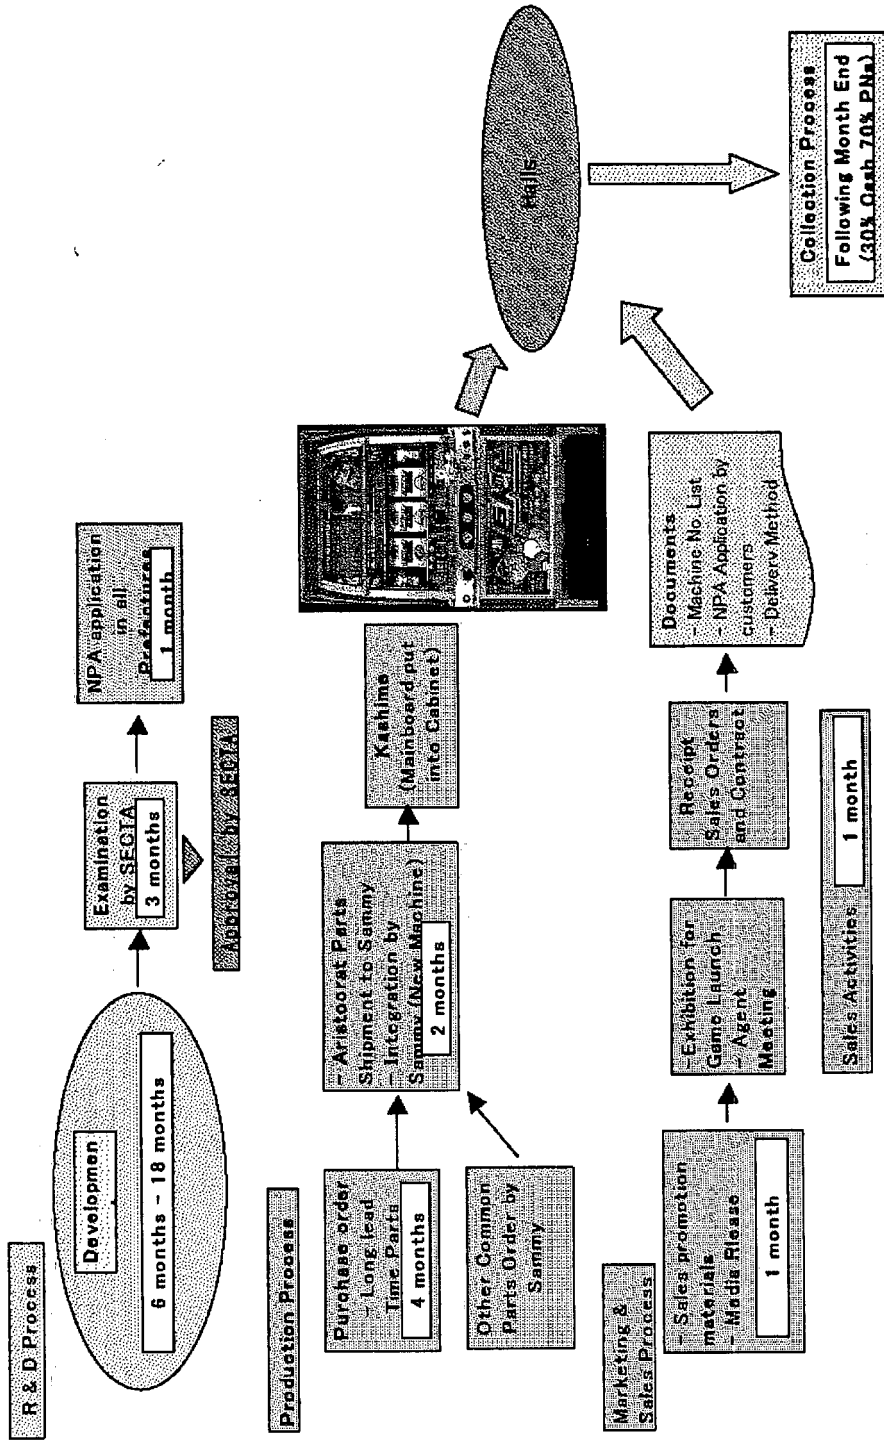 R & D Process
Developmen
6 months – 18 months
Examination
by SECTA
3 months
Approval by SECTA
NPA application
in all
Prefectures
1 month
Production Process
Purchase order
- Long lead
Time Parts
4 months
Other Common
Parts Order by
Sammy
- Aristocrat Parts
Shipment to Sammy
- Integration by
Sammy (New Machine)
2 months
Kashime
(Mainboard put
into Cabinet)
Halls
Marketing &
Sales Process
- Sales promotion
materials
- Media Rlease
1 month
- Exhibition for
Game Launch
- Agent
Meeting
Receipt
Sales Orders
and Contract
Sales Activities
1 month
Documents
- Machine No. List
- NPA Application by
customers
- Delivery Method
Collection Process
Following Month End
(30% Cash 70% PNs)